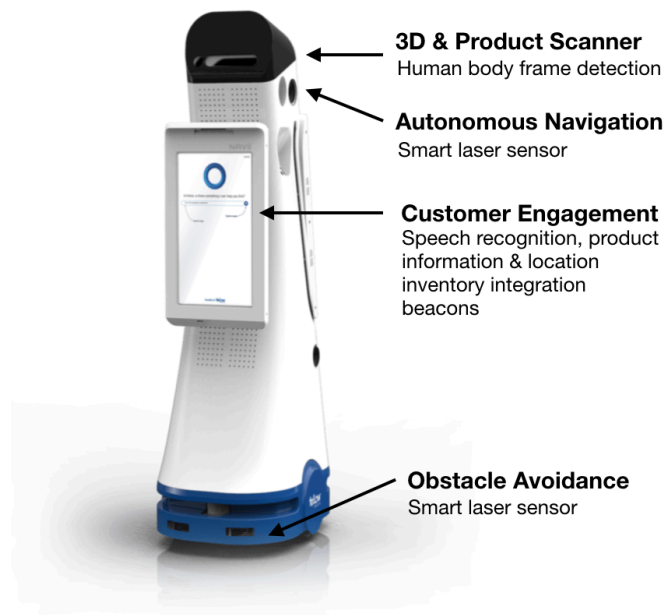 3D & Product Scanner
Human body frame detection
Autonomous Navigation
Smart laser sensor
NAVii
Customer Engagement
Speech recognition, product
information & location
inventory integration
beacons
Obstacle Avoidance
Smart laser sensor